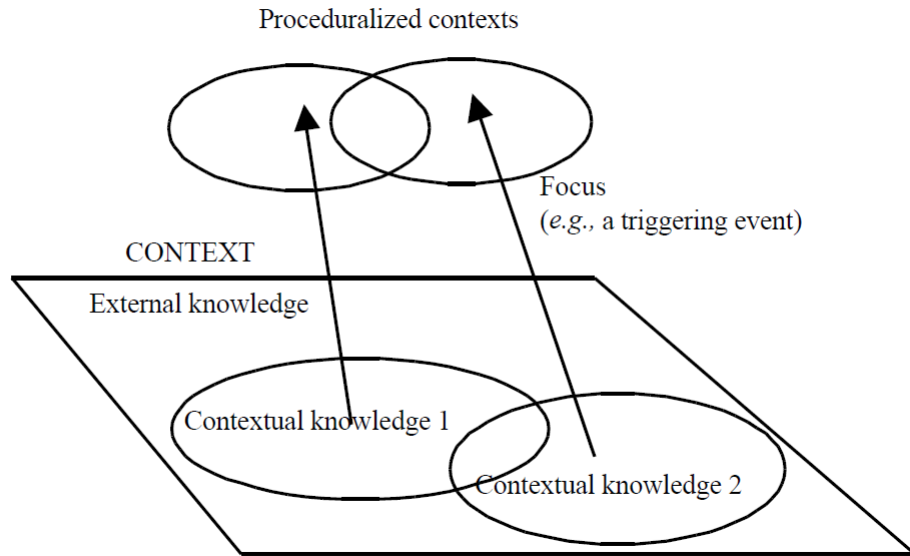 Proceduralized contexts
Focus
(e.g., a triggering event)
CONTEXT
External knowledge
Contextual knowledge 1
Contextual knowledge 2